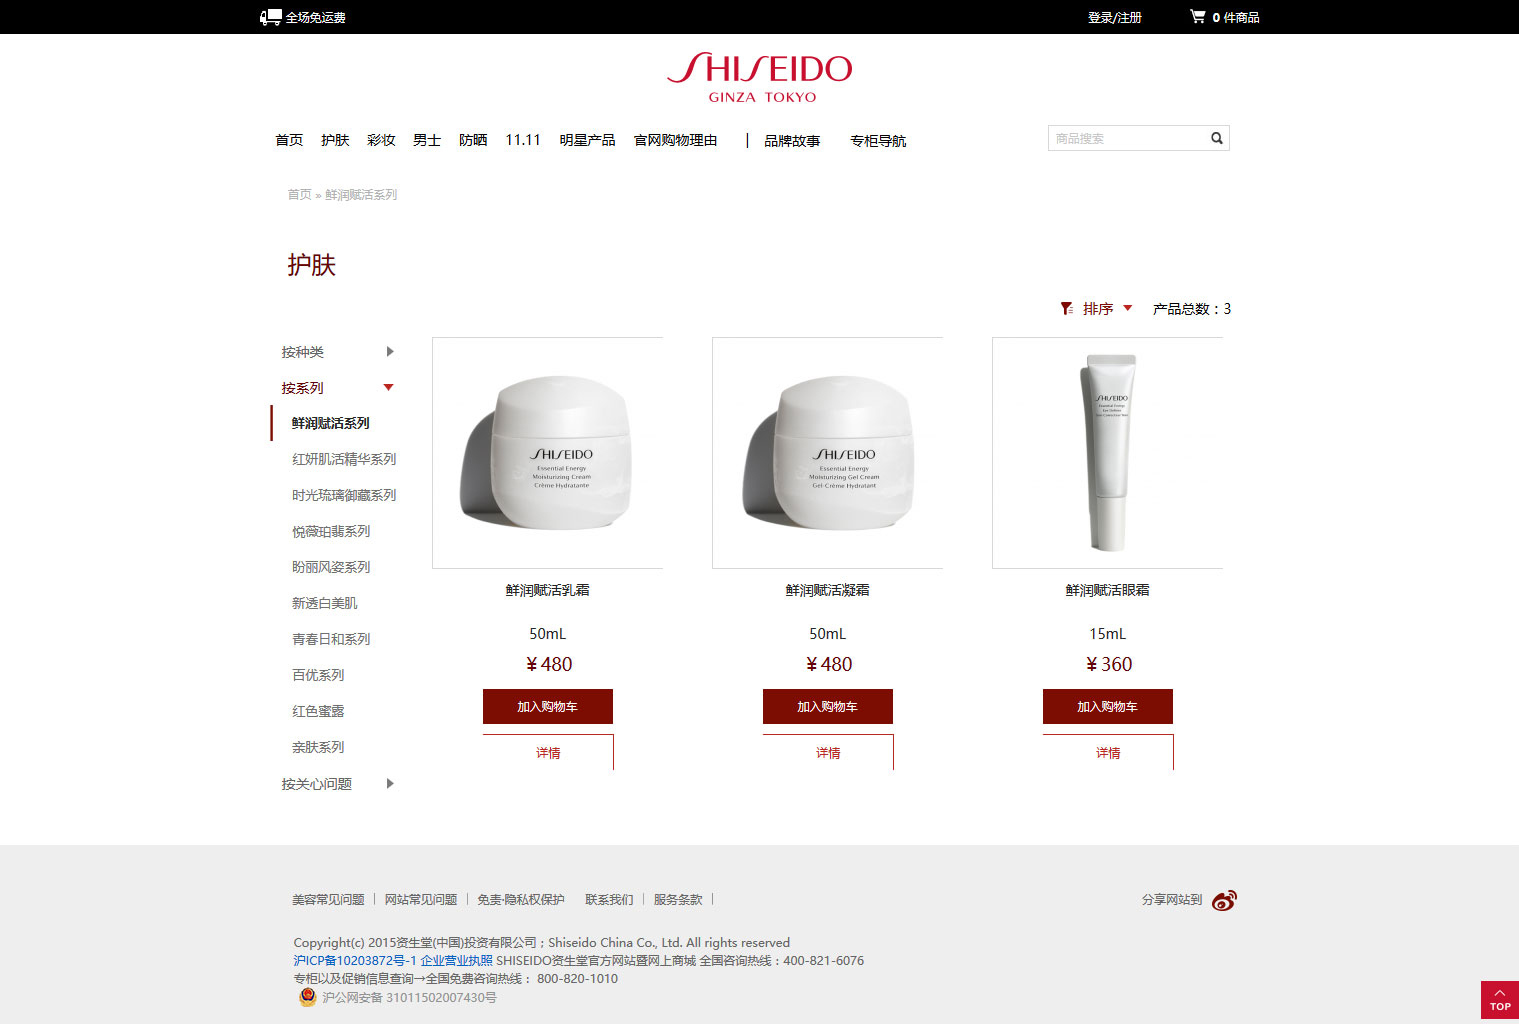 全场免运费
登录/注册
0 件商品
SHISEIDO
GINZA TOKYO
首页 护肤 彩妆 男士 防晒 11.11 明星产品 官网购物理由 | 品牌故事 专柜导航
商品搜索
首页 » 鲜润赋活系列
护肤
排序
产品总数：3
按种类
按系列
鲜润赋活系列
红妍肌活精华系列
时光琉璃御藏系列
悦薇珀翡系列
盼丽风姿系列
新透白美肌
青春日和系列
百优系列
红色蜜露
亲肤系列
按关心问题
SHISEIDO
Essential Energy
Moisturizing Cream
Crème Hydratante
鲜润赋活乳霜
50mL
¥ 480
加入购物车
详情
SHISEIDO
Essential Energy
Moisturizing Gel Cream
Gel-Crème Hydratant
鲜润赋活凝霜
50mL
¥ 480
加入购物车
详情
SHISEIDO
Essential Energy
鲜润赋活眼霜
15mL
¥ 360
加入购物车
详情
美容常见问题 | 网站常见问题 | 免责·隐私权保护 联系我们 | 服务条款 |
分享网站到
Copyright(c) 2015资生堂(中国)投资有限公司；Shiseido China Co., Ltd. All rights reserved
沪ICP备10203872号-1 企业营业执照 SHISEIDO资生堂官方网站暨网上商城 全国咨询热线：400-821-6076
专柜以及促销信息查询→全国免费咨询热线： 800-820-1010
沪公网安备 31011502007430号
TOP